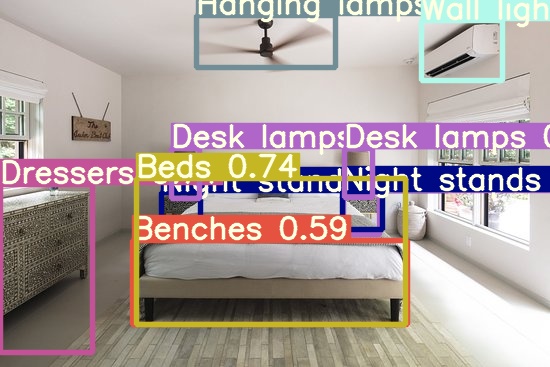 Hanging lamps
Wall ligh
The
Desk lamps
Desk lamps 0
Dressers
Beds 0.74
Night stand
Night stands
Benches 0.59